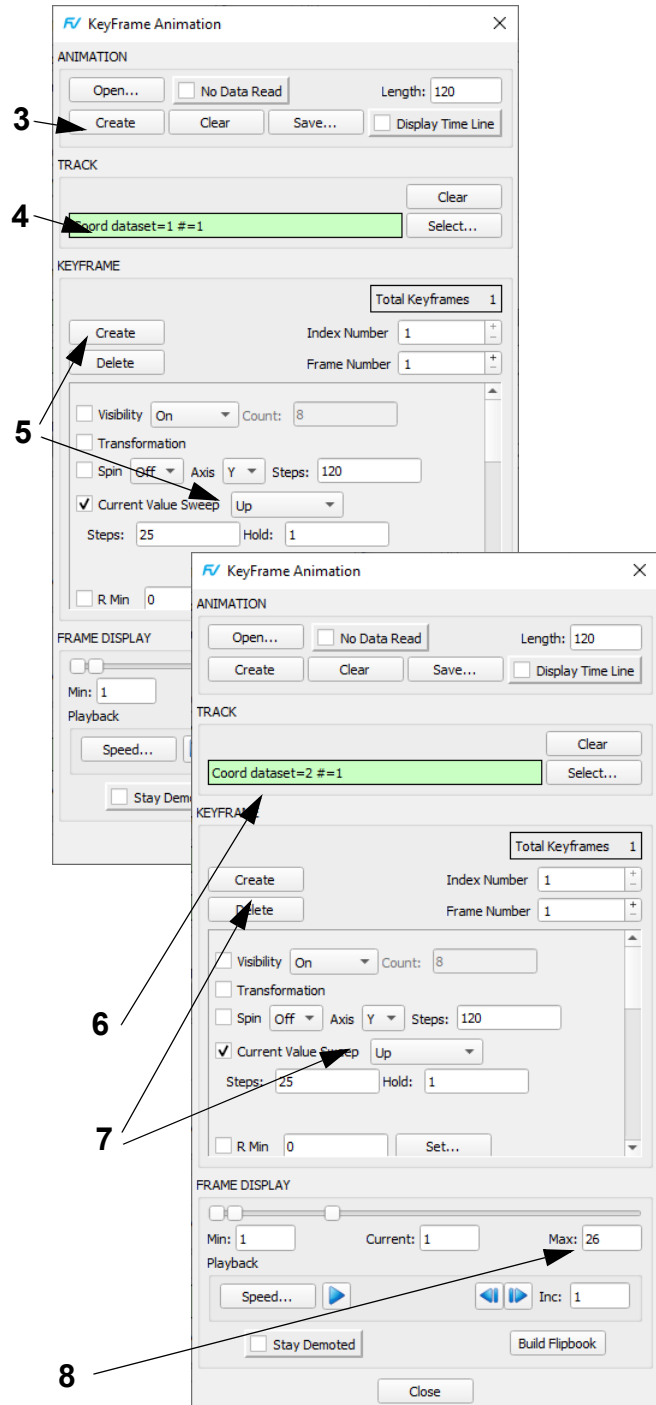 FV KeyFrame Animation
ANIMATION
Open... No Data Read Length: 120
3 Create Clear Save... Display Time Line
TRACK
Clear
4 Coord dataset=1 #=1 Select...
KEYFRAME
Total Keyframes 1
Create Index Number 1
Delete Frame Number 1
5
Visibility On Count: 8
Transformation
Spin Off Axis Y Steps: 120
Current Value Sweep Up
Steps: 25 Hold: 1
R Min 0
FRAME DISPLAY
Min: 1
Playback
Speed...
Stay Dem
FV KeyFrame Animation
ANIMATION
Open... No Data Read Length: 120
Create Clear Save... Display Time Line
TRACK
Clear
Coord dataset=2 #=1 Select...
KEYFRAME
Total Keyframes 1
Create Index Number 1
Delete Frame Number 1
Visibility On Count: 8
Transformation
6 Spin Off Axis Y Steps: 120
Current Value Sweep Up
Steps: 25 Hold: 1
7 R Min 0 Set...
FRAME DISPLAY
Min: 1 Current: 1 Max: 26
Playback
Speed... Inc: 1
Stay Demoted Build Flipbook
8
Close